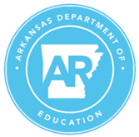 • ARKANSAS DEPARTMENT OF •
AR
EDUCATION